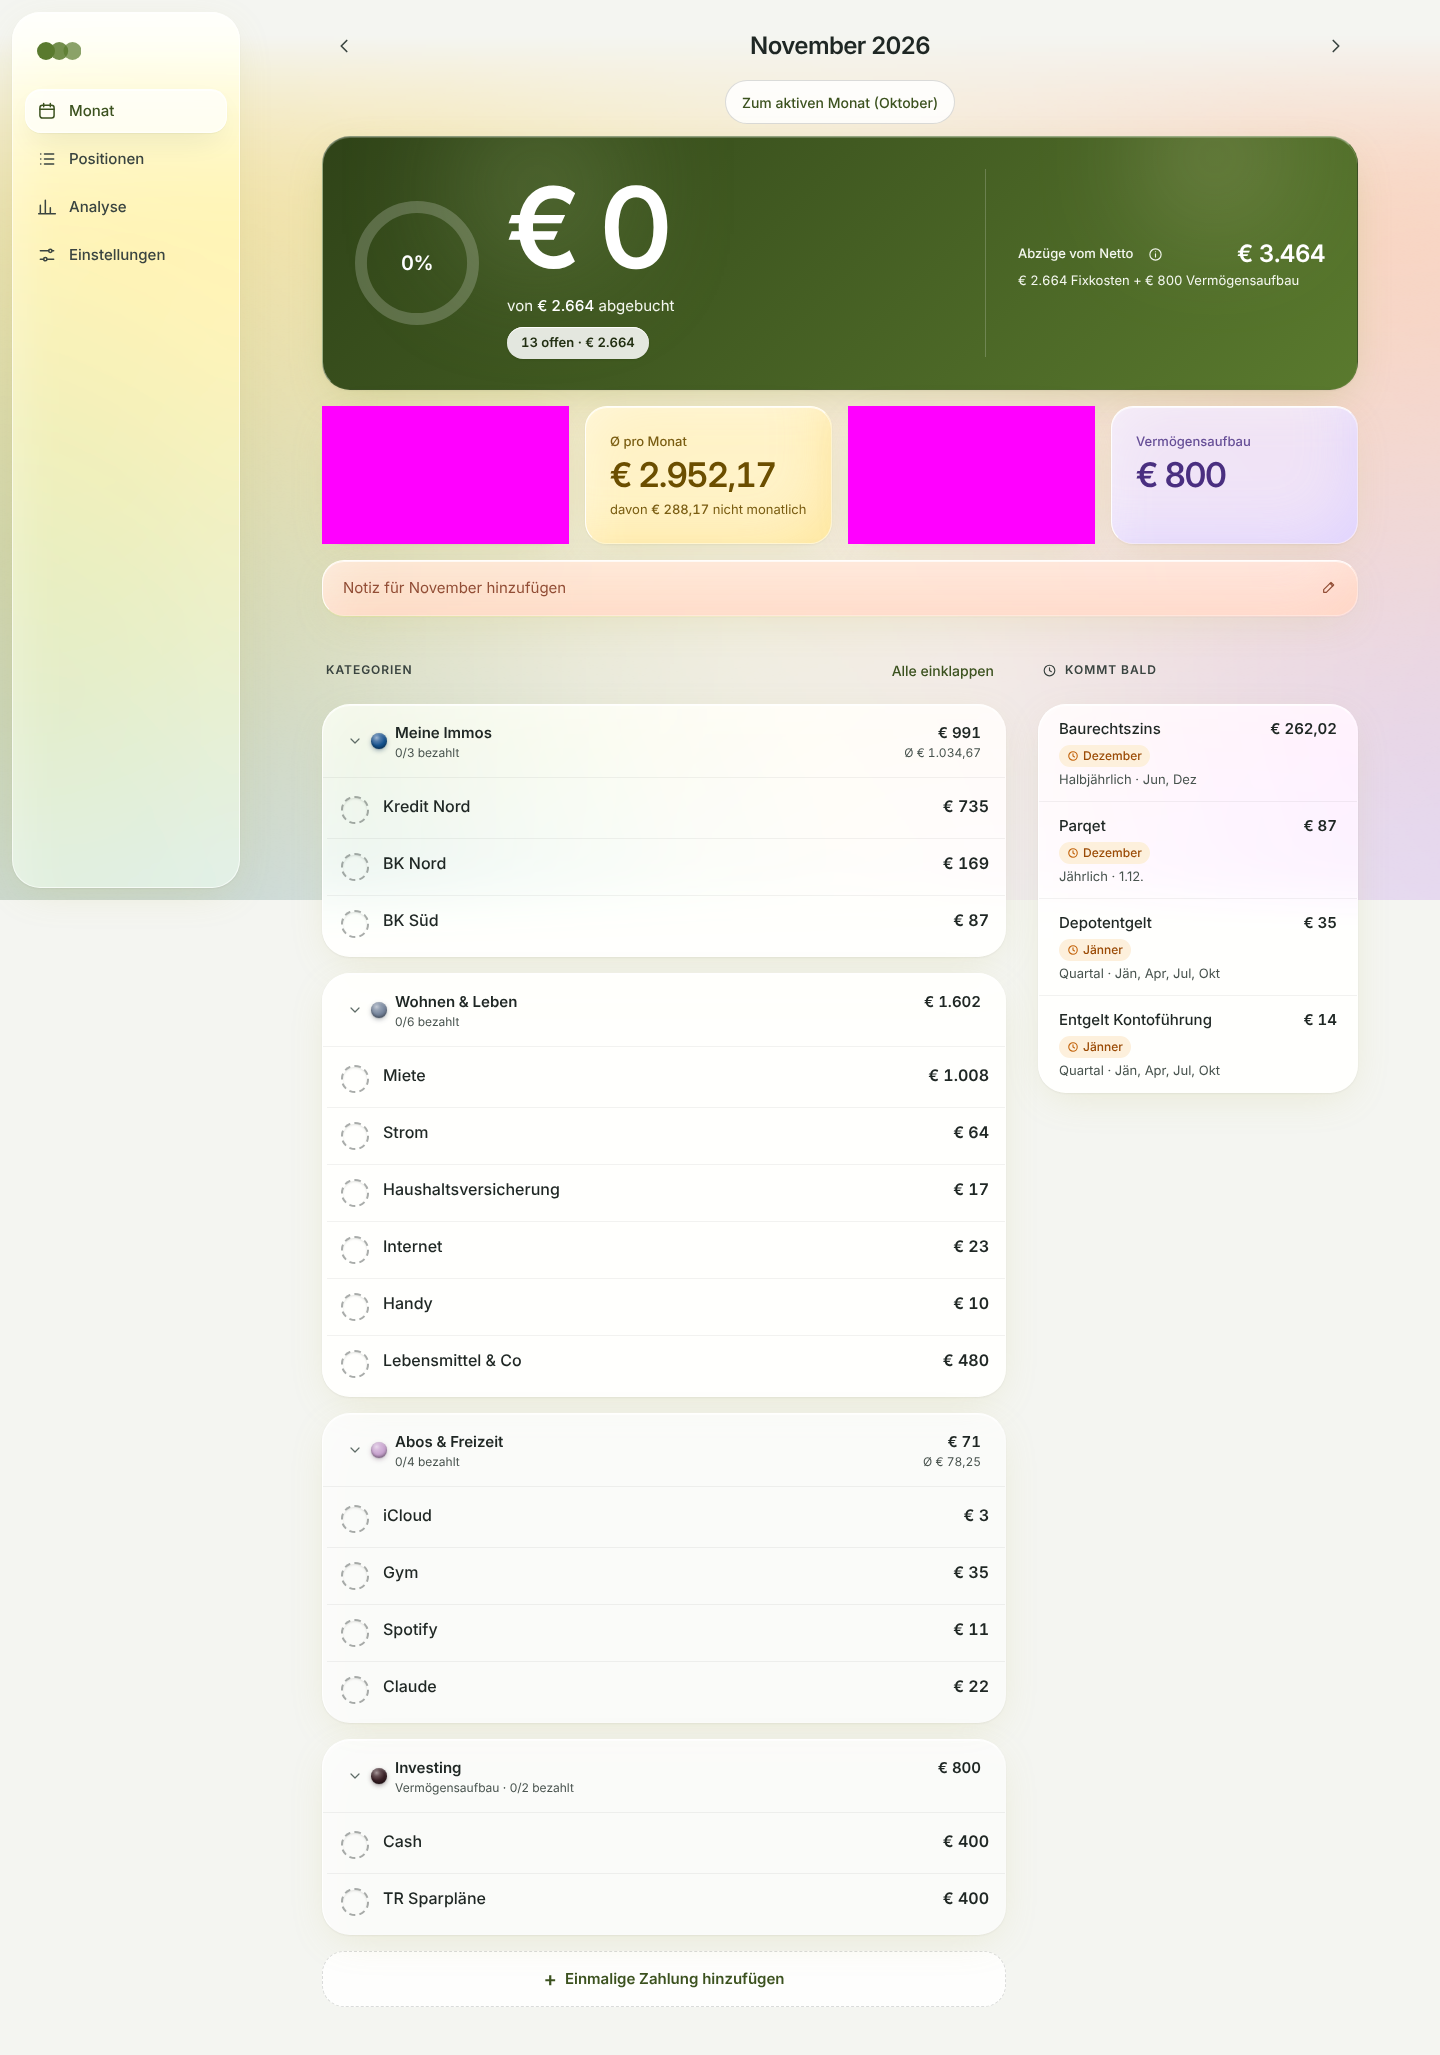 Monat
Positionen
Analyse
Einstellungen
November 2026
Zum aktiven Monat (Oktober)
0%
€ 0
von € 2.664 abgebucht
13 offen · € 2.664
Abzüge vom Netto
€ 3.464
€ 2.664 Fixkosten + € 800 Vermögensaufbau
Ø pro Monat
€ 2.952,17
davon € 288,17 nicht monatlich
Vermögensaufbau
€ 800
Notiz für November hinzufügen
KATEGORIEN
Alle einklappen
Meine Immos
€ 991
0/3 bezahlt
Ø € 1.034,67
Kredit Nord
€ 735
BK Nord
€ 169
BK Süd
€ 87
Wohnen & Leben
€ 1.602
0/6 bezahlt
Miete
€ 1.008
Strom
€ 64
Haushaltsversicherung
€ 17
Internet
€ 23
Handy
€ 10
Lebensmittel & Co
€ 480
Abos & Freizeit
€ 71
0/4 bezahlt
Ø € 78,25
iCloud
€ 3
Gym
€ 35
Spotify
€ 11
Claude
€ 22
Investing
€ 800
Vermögensaufbau · 0/2 bezahlt
Cash
€ 400
TR Sparpläne
€ 400
+ Einmalige Zahlung hinzufügen
KOMMT BALD
Baurechtszins
€ 262,02
Dezember
Halbjährlich · Jun, Dez
Parqet
€ 87
Dezember
Jährlich · 1.12.
Depotentgelt
€ 35
Jänner
Quartal · Jän, Apr, Jul, Okt
Entgelt Kontoführung
€ 14
Jänner
Quartal · Jän, Apr, Jul, Okt